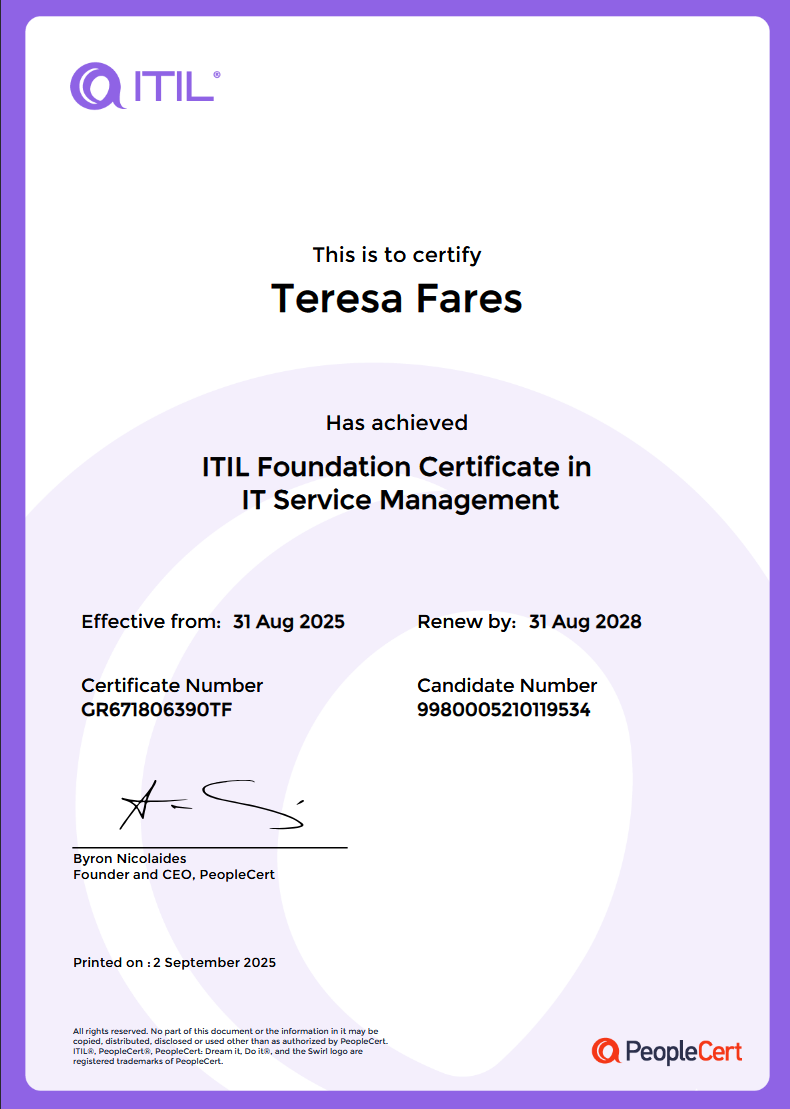 ITIL®
This is to certify
Teresa Fares
Has achieved
ITIL Foundation Certificate in
IT Service Management
Effective from: 31 Aug 2025 Renew by: 31 Aug 2028
Certificate Number Candidate Number
GR671806390TF 9980005210119534
Byron Nicolaides
Founder and CEO, PeopleCert
Printed on : 2 September 2025
All rights reserved. No part of this document or the information in it may be
copied, distributed, disclosed or used other than as authorized by PeopleCert.
ITIL®, PeopleCert®, PeopleCert: Dream it, Do it®, and the Swirl logo are
registered trademarks of PeopleCert.
PeopleCert